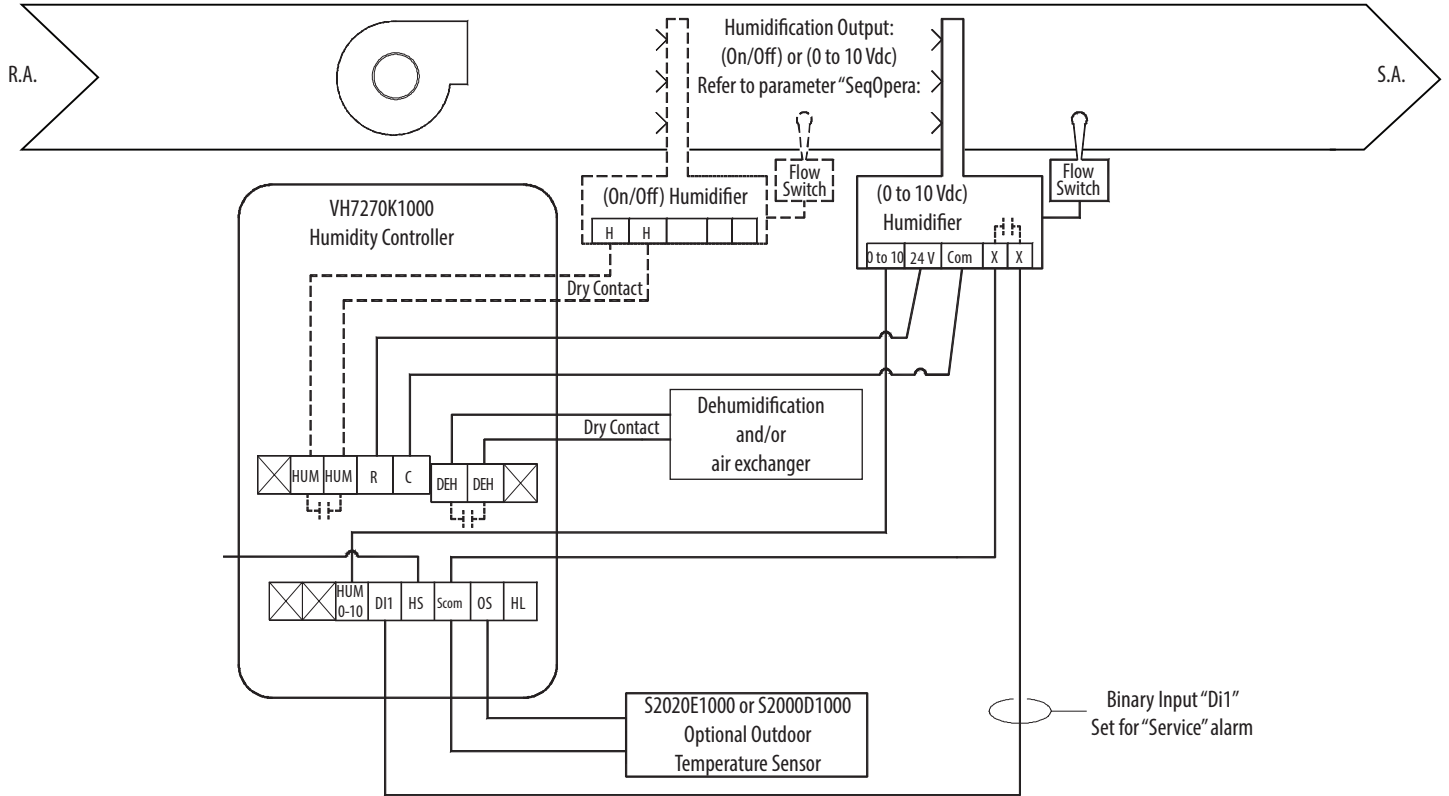 Humidification Output:
(On/Off) or (0 to 10 Vdc)
Refer to parameter “SeqOpera:
R.A.
S.A.
Flow
Switch
Flow
Switch
(On/Off) Humidifier
H H
(0 to 10 Vdc)
Humidifier
0 to 10 24 V Com X X
VH7270K1000
Humidity Controller
Dry Contact
Dehumidification
and/or
air exchanger
Dry Contact
HUM HUM R C DEH DEH
HUM
0-10 DI1 HS Scom OS HL
S2020E1000 or S2000D1000
Optional Outdoor
Temperature Sensor
Binary Input “Di1”
Set for “Service” alarm